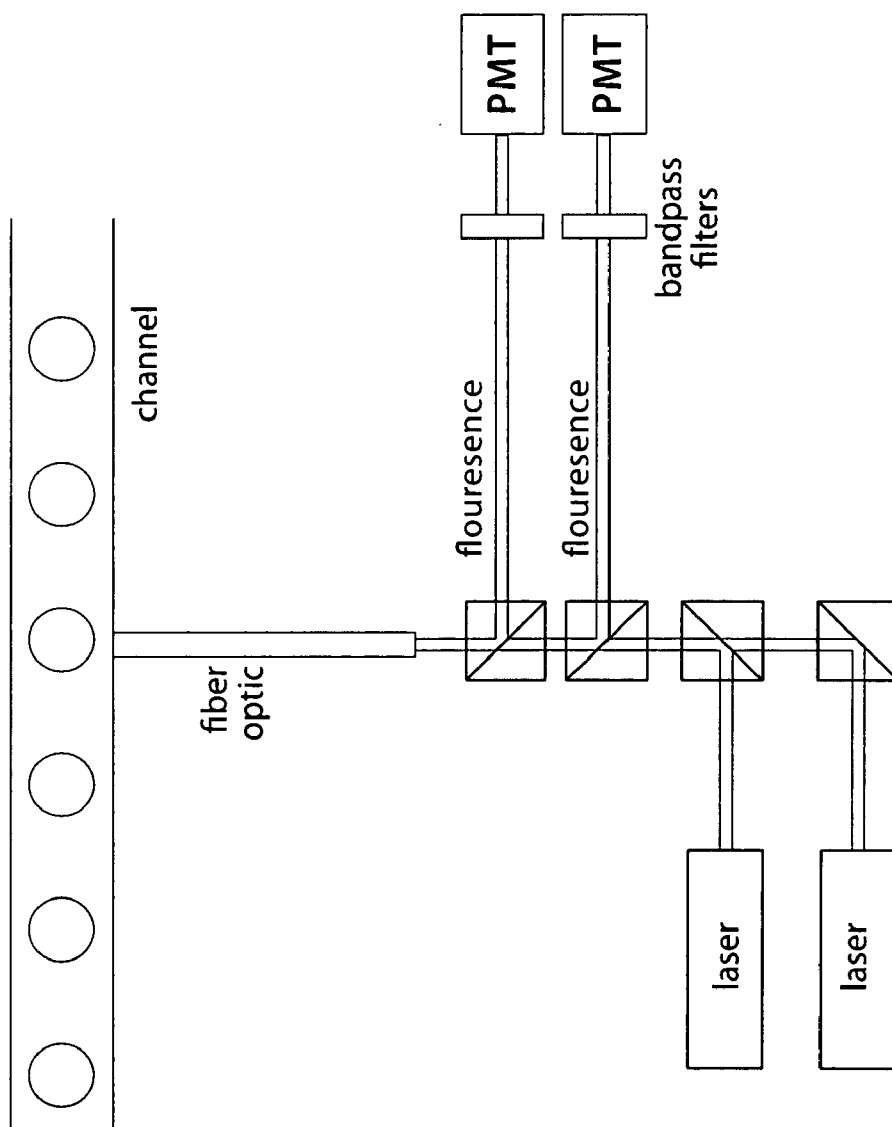 PMT
PMT
bandpass
filters
channel
flouresence
flouresence
fiber
optic
laser
laser